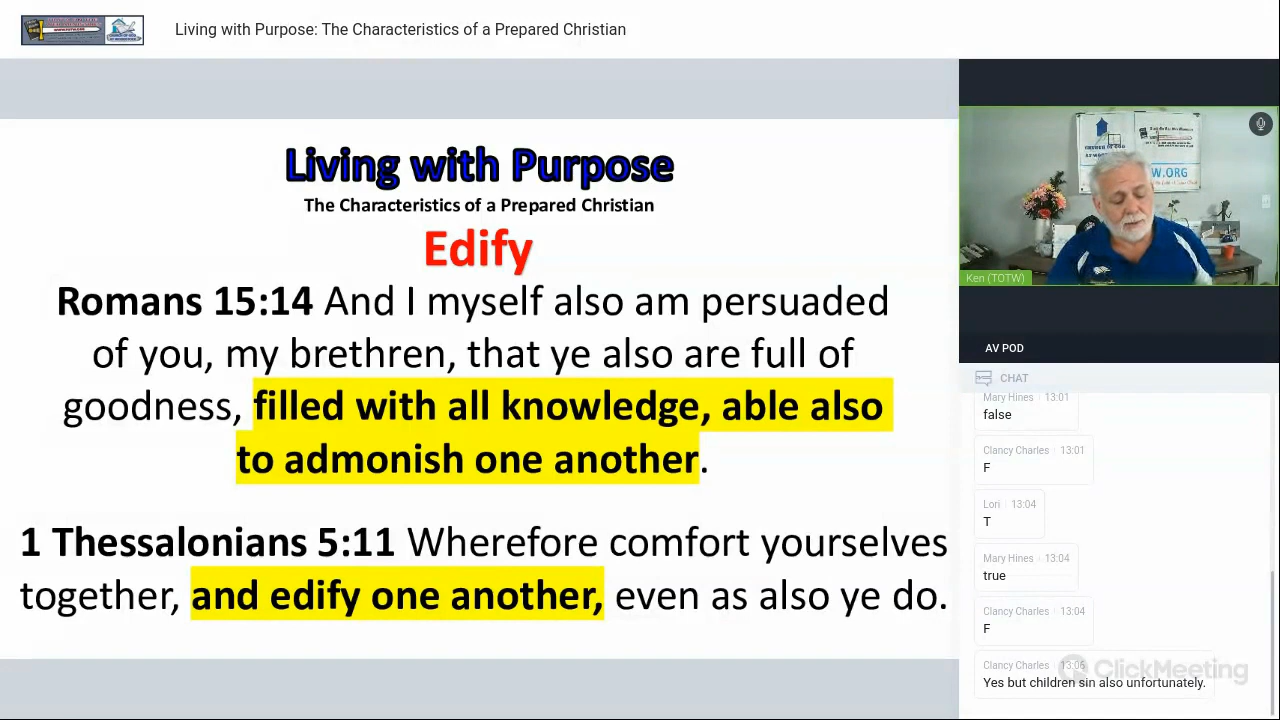 Living with Purpose: The Characteristics of a Prepared Christian
Living with Purpose
The Characteristics of a Prepared Christian
Edify
Romans 15:14 And I myself also am persuaded
of you, my brethren, that ye also are full of
goodness, filled with all knowledge, able also
to admonish one another.
1 Thessalonians 5:11 Wherefore comfort yourselves
together, and edify one another, even as also ye do.
CHURCH OF GOD
W.ORG
Ken (TOTW)
AV POD
CHAT
Mary Hines 13:01
false
Clancy Charles 13:01
F
Lori 13:04
T
Mary Hines 13:04
true
Clancy Charles 13:04
F
Clancy Charles 13:05
ClickMeeting
Yes but children sin also unfortunately.